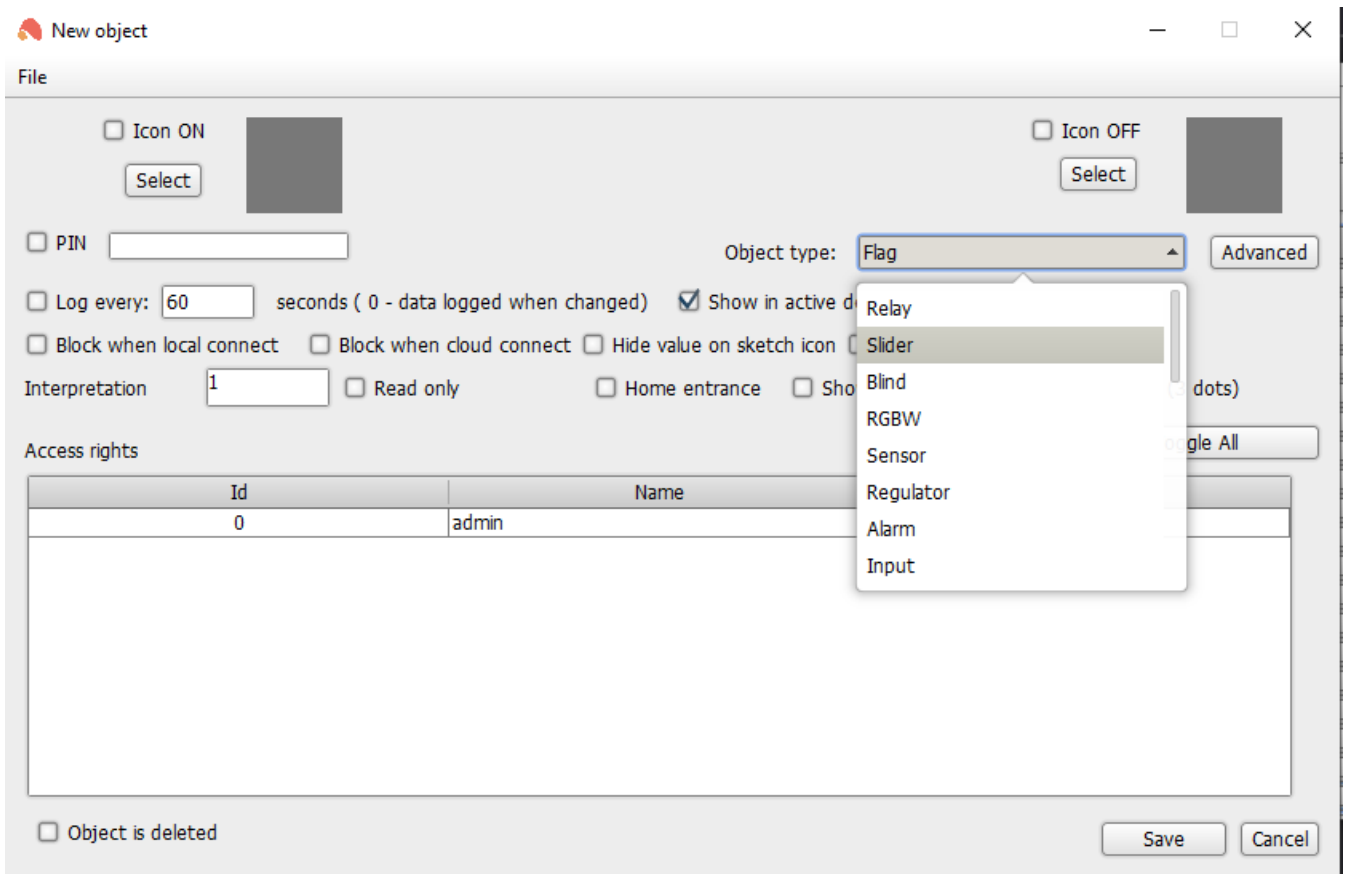 New object
File
Icon ON
Icon OFF
Select
Select
PIN
Object type: Flag
Advanced
Log every: 60 seconds ( 0 - data logged when changed)
Show in active
Relay
Block when local connect
Block when cloud connect
Hide value on sketch icon
Slider
Interpretation 1
Read only
Home entrance
Blind
dots)
RGBW
Access rights
Sensor
All
Id Name
Regulator
0 admin
Alarm
Input
Object is deleted
Save
Cancel